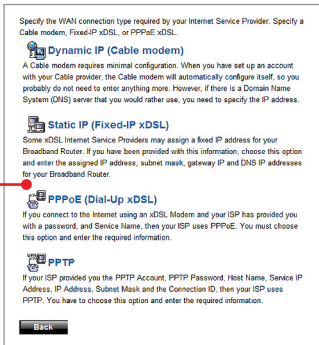 Specify the WAN connection type required by your Internet Service Provider. Specify a
Cable modem, Fixed-IP xDSL, or PPPoE xDSL.
Dynamic IP (Cable modem)
A Cable modem requires minimal configuration. When you have set up an account
with your Cable provider, the Cable modem will automatically configure itself, so you
probably do not need to enter anything more. However, if there is a Domain Name
System (DNS) server that you would rather use, you need to specify the IP address.
Static IP (Fixed-IP xDSL)
Some xDSL Internet Service Providers may assign a fixed IP address for your
Broadband Router. If you have been provided with this information, choose this option
and enter the assigned IP address, subnet mask, gateway IP and DNS IP addresses
for your Broadband Router.
PPPoE (Dial-Up xDSL)
If you connect to the Internet using an xDSL Modem and your ISP has provided you
with a password, and Service Name, then your ISP uses PPPoE. You must choose
this option and enter the required information.
PPTP
If your ISP provided you the PPTP Account, PPTP Password, Host Name, Service IP
Address, IP Address, Subnet Mask and the Connection ID, then your ISP uses
PPTP. You have to choose this option and enter the required information.
Back